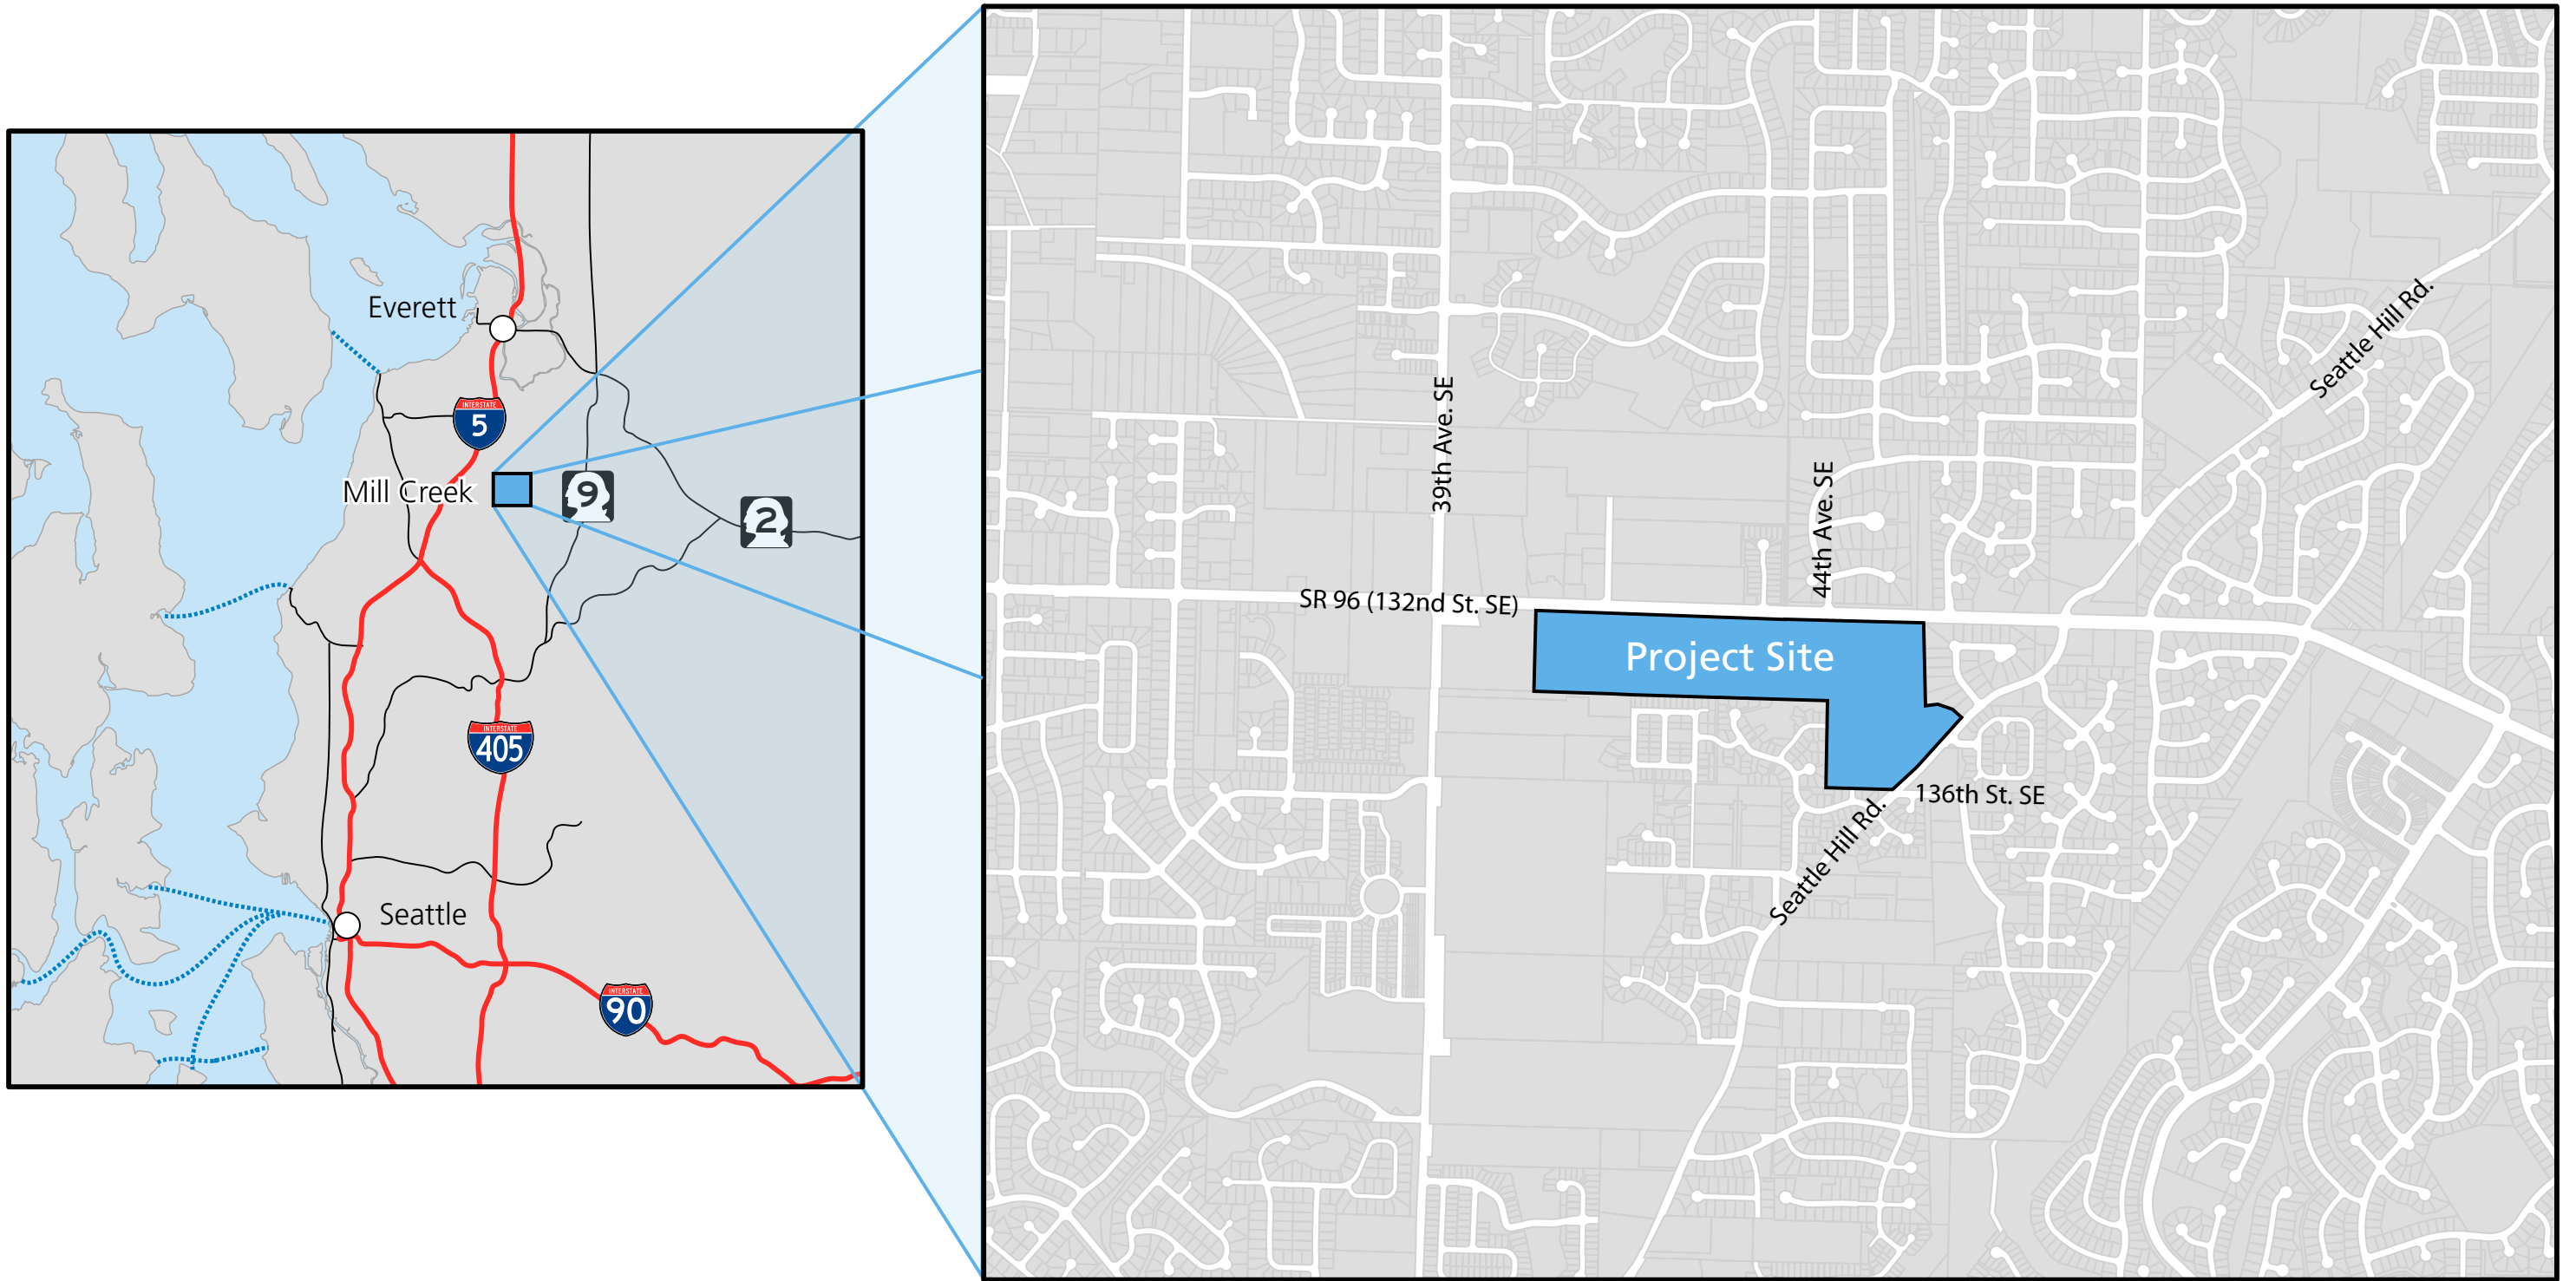 Everett
INTERSTATE
5
Mill Creek
9
2
INTERSTATE
405
Seattle
INTERSTATE
90
Seattle Hill Rd.
39th Ave. SE
44th Ave. SE
SR 96 (132nd St. SE)
Project Site
136th St. SE
Seattle Hill Rd.